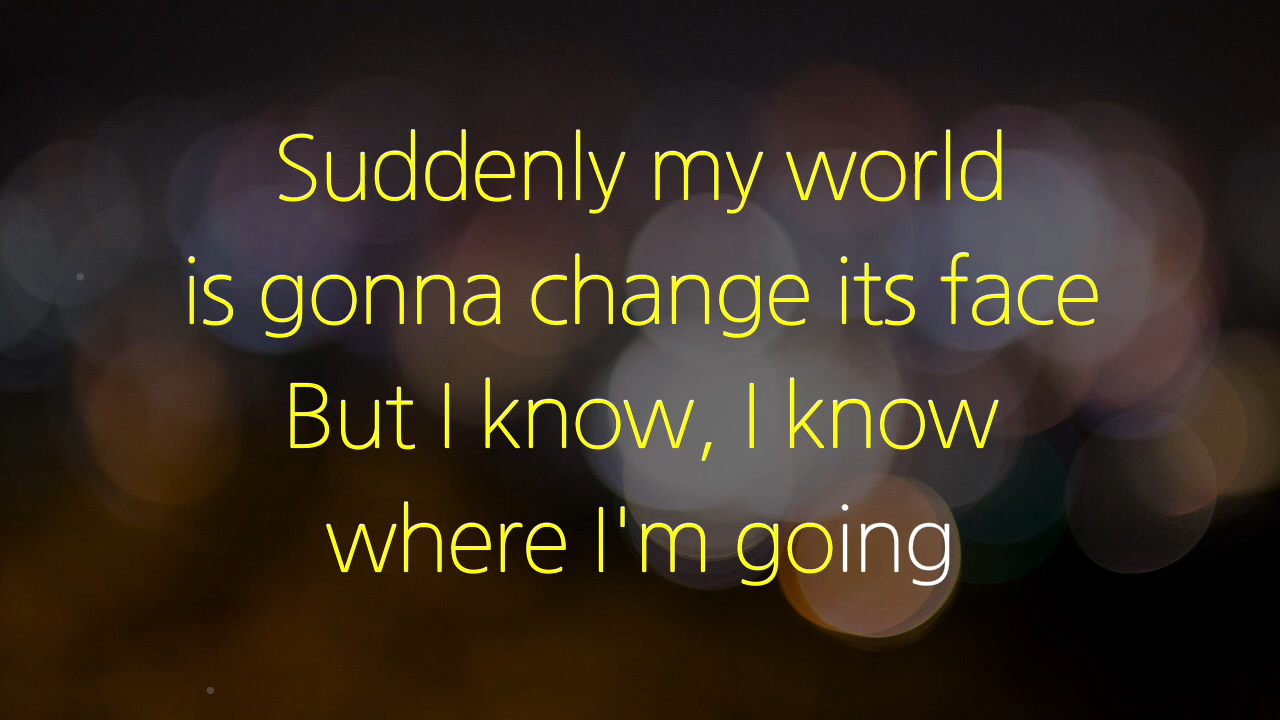 Suddenly my world
is gonna change its face
But I know, I know
where I'm going